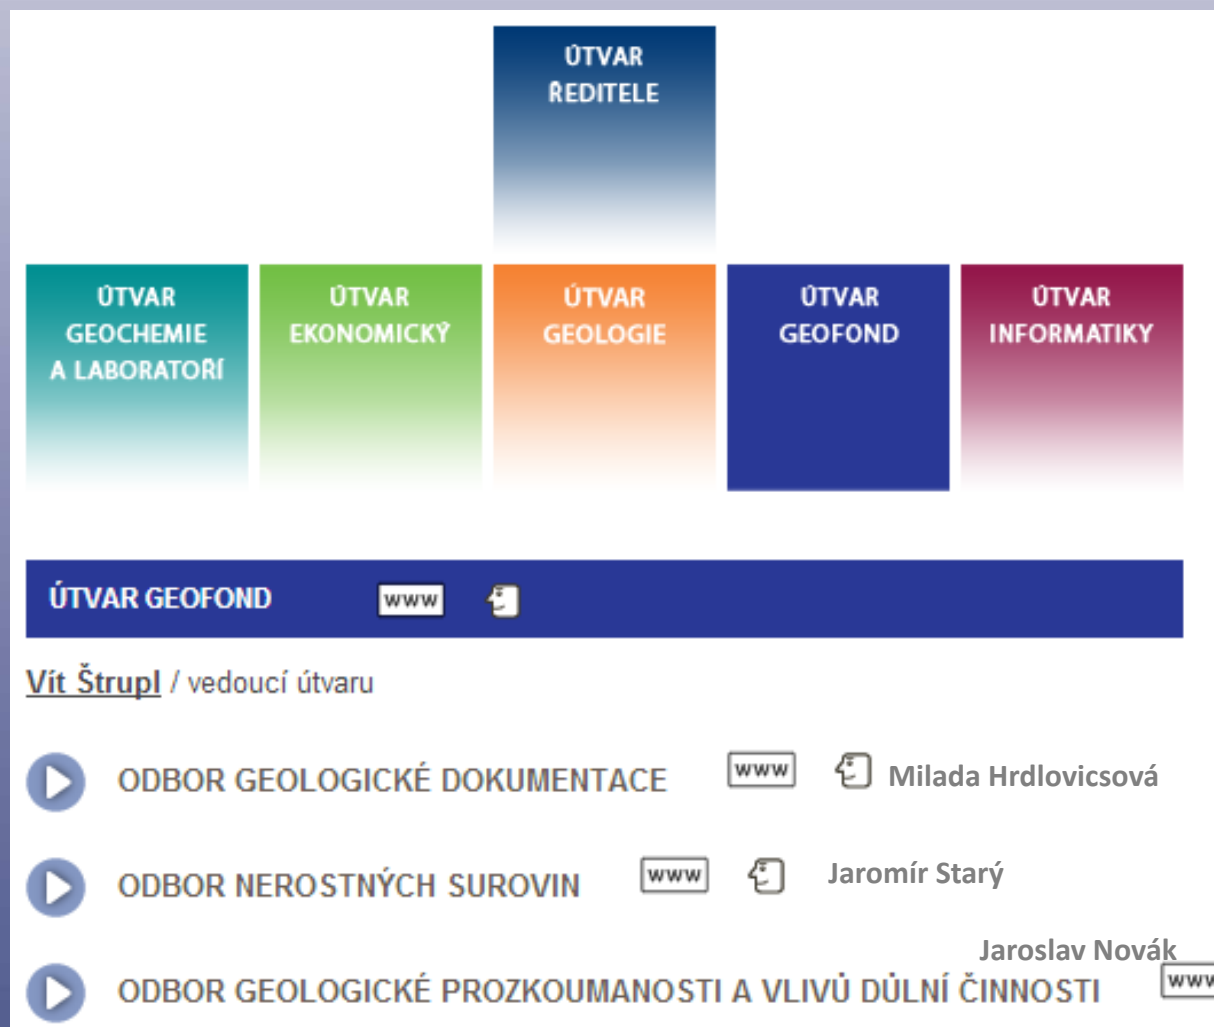 ÚTVAR
ŘEDITELE
ÚTVAR
GEOCHEMIE
A LABORATOŘÍ
ÚTVAR
EKONOMICKÝ
ÚTVAR
GEOLOGIE
ÚTVAR
GEOFOND
ÚTVAR
INFORMATIKY
ÚTVAR GEOFOND www
Vít Štrupl / vedoucí útvaru
ODBOR GEOLOGICKÉ DOKUMENTACE www Milada Hrdlovicsová
ODBOR NEROSTNÝCH SUROVIN www Jaromír Starý
Jaroslav Novák
ODBOR GEOLOGICKÉ PROZKOUMANOSTI A VLIVŮ DŮLNÍ ČINNOSTI www